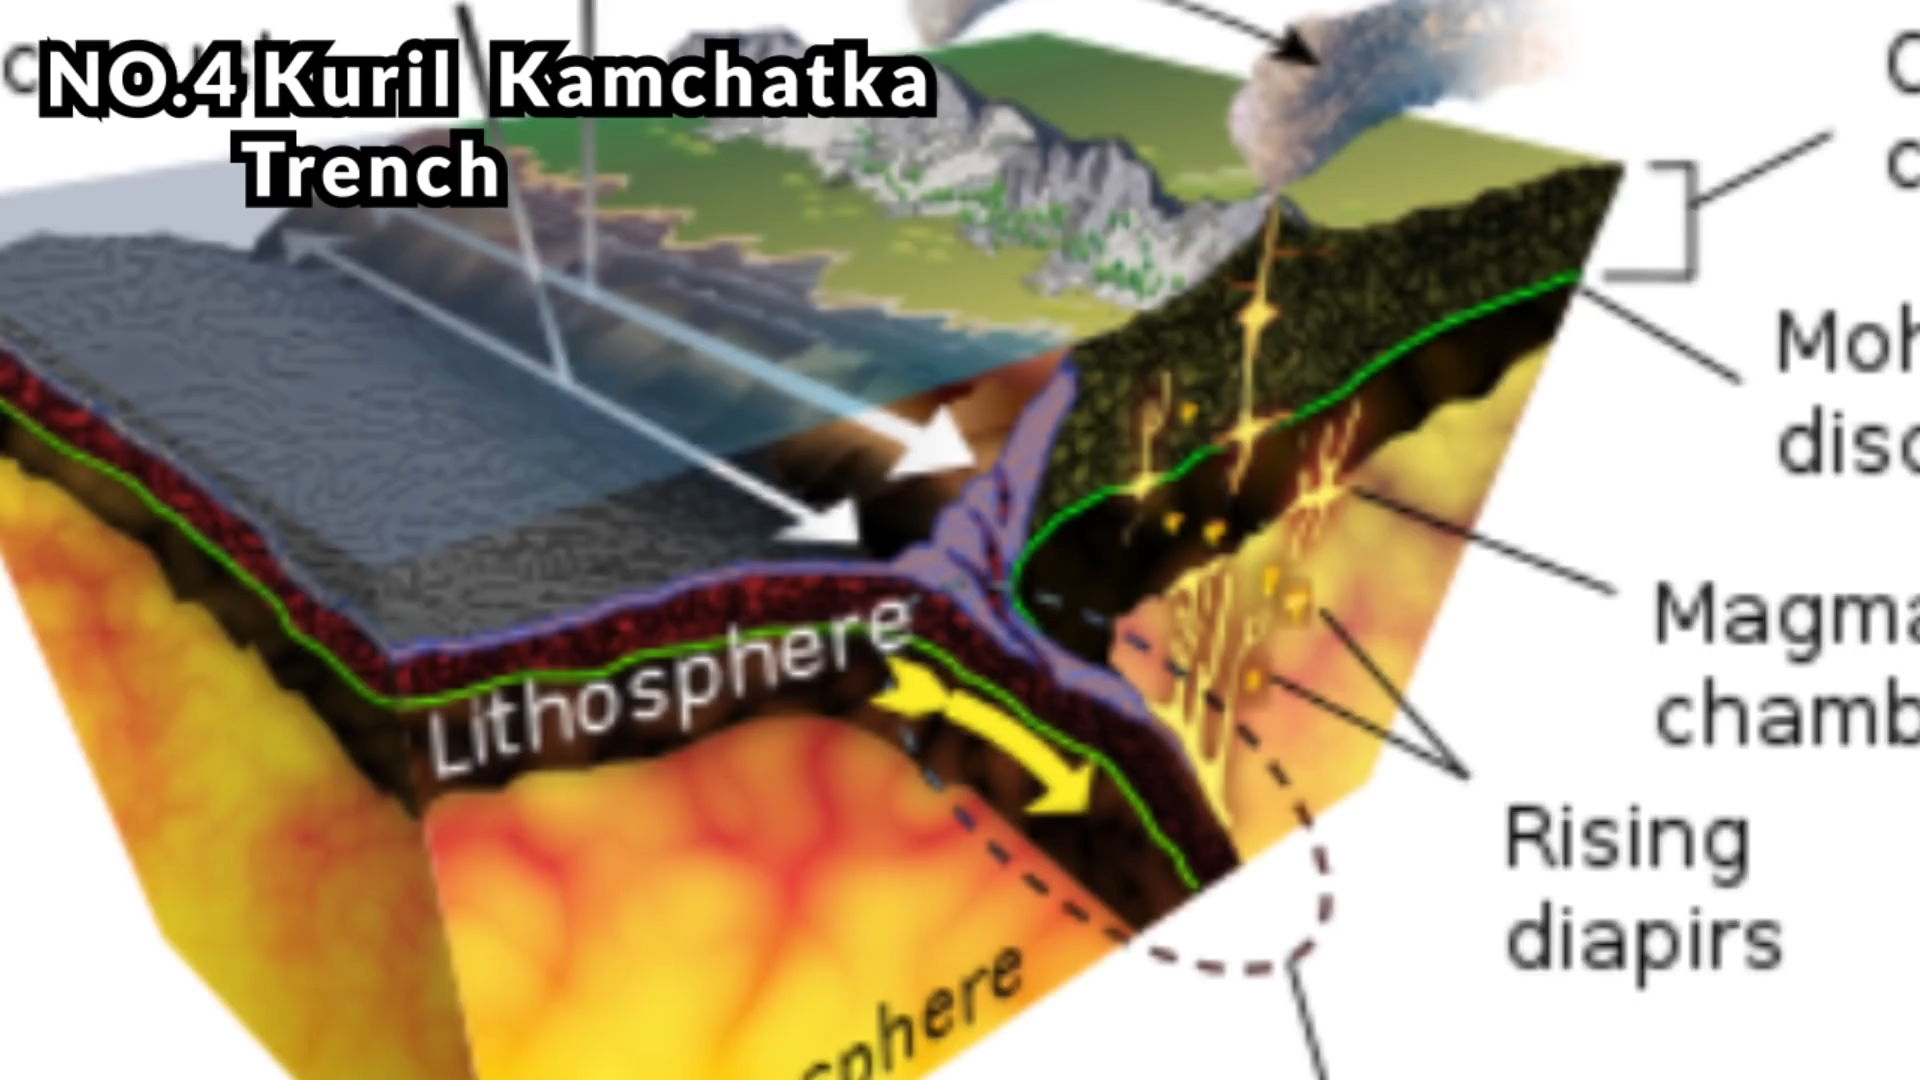 NO.4 Kuril Kamchatka
Trench
Moh
disc
Lithosphere
Magma
chamb
Rising
diapirs
sphere